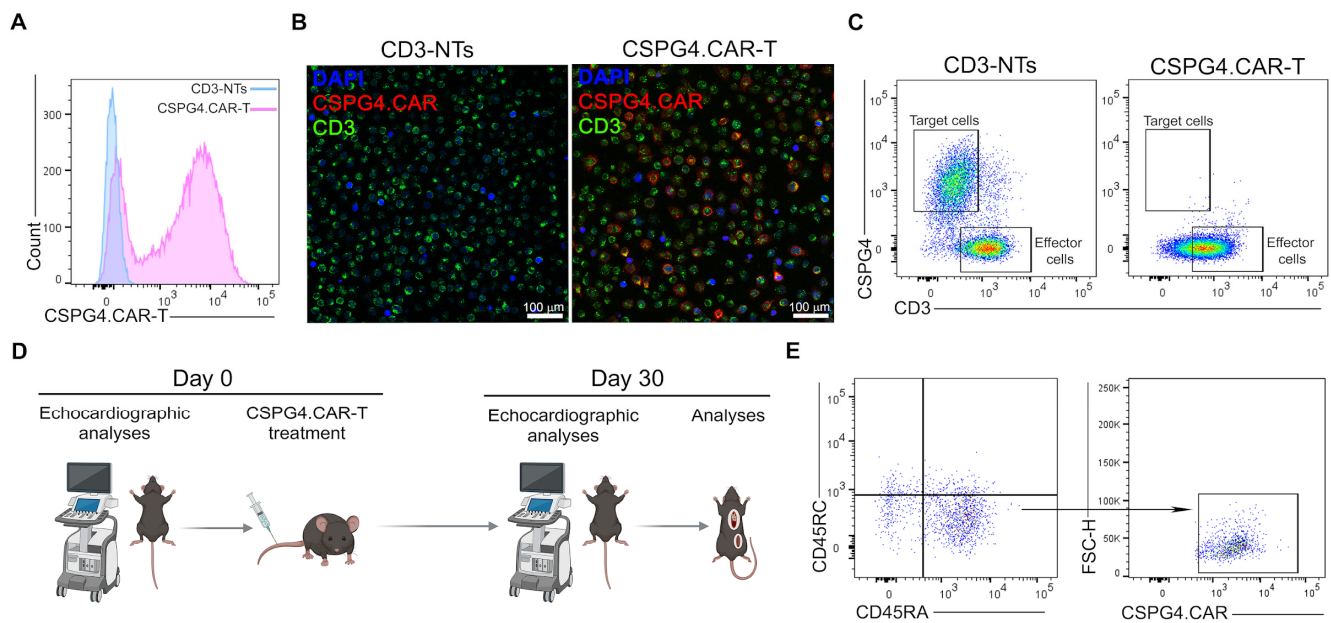 A
CD3-NTs
CSPG4.CAR-T
300
200
100
0
Count
0
10³
10⁴
10⁵
CSPG4.CAR-T
B
CD3-NTs
CSPG4.CAR-T
DAPI
CSPG4.CAR
CD3
100 µm
DAPI
CSPG4.CAR
CD3
100 µm
C
CD3-NTs
CSPG4.CAR-T
10⁵
10⁴
10³
0
CSPG4
Target cells
Effector
cells
0
10³
10⁴
10⁵
10⁵
10⁴
10³
0
Target cells
Effector
cells
0
10³
10⁴
10⁵
CD3
D
Day 0
Day 30
Echocardiographic
analyses
CSPG4.CAR-T
treatment
Echocardiographic
analyses
Analyses
E
10⁵
10⁴
10³
0
CD45RC
0
10³
10⁴
10⁵
CD45RA
250K
200K
150K
100K
50K
0
FSC-H
10³
10⁴
10⁵
CSPG4.CAR